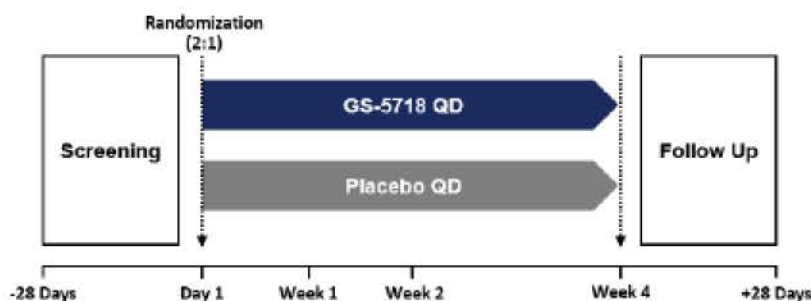 Randomization
(2:1)
GS-5718 QD
Screening
Follow Up
Placebo QD
-28 Days
Day 1
Week 1
Week 2
Week 4
+28 Days